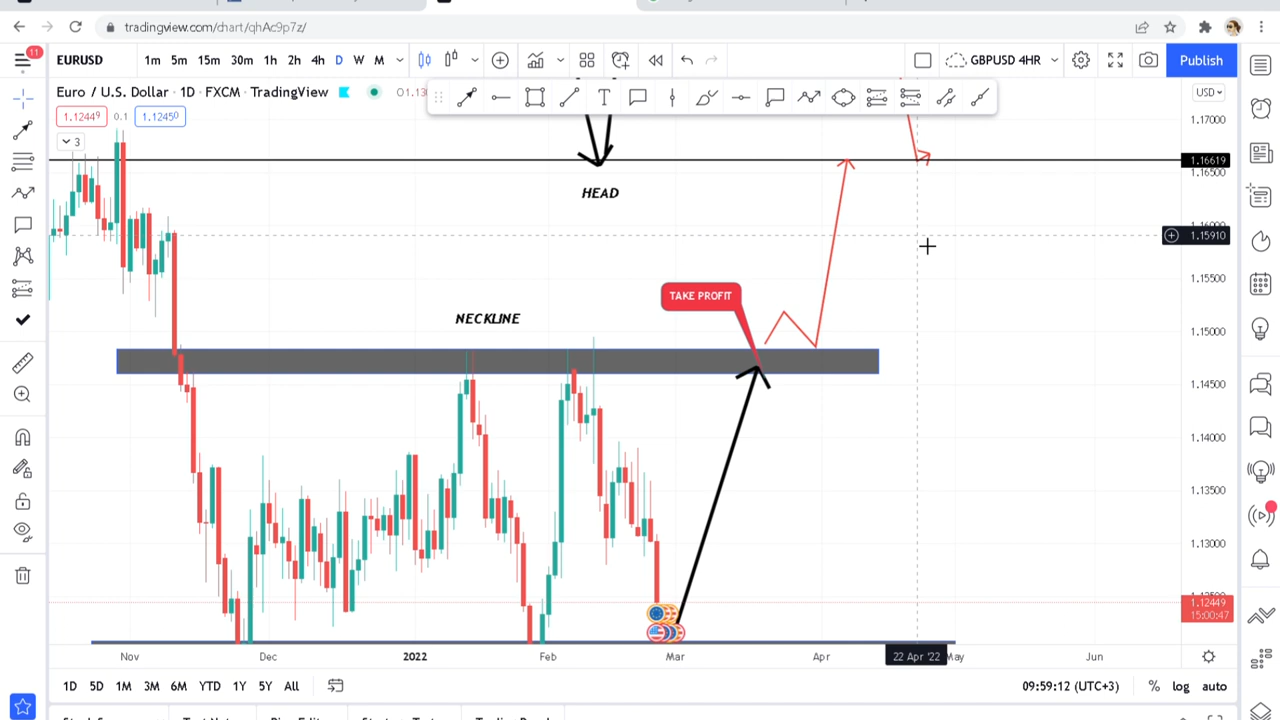 tradingview.com/chart/qhAc9p7z/
11
EURUSD 1m 5m 15m 30m 1h 2h 4h D W M GBPUSD 4HR Publish
Euro / U.S. Dollar · 1D · FXCM · TradingView USD
1.12449 0.1 1.12450
3
1.17000
1.16619
1.16500
HEAD
1.15910
1.15500
TAKE PROFIT
NECKLINE
1.15000
1.14500
1.14000
1.13500
1.13000
1.12449
15:00:47
Nov Dec 2022 Feb Mar Apr 22 Apr '22 May Jun
1D 5D 1M 3M 6M YTD 1Y 5Y All 09:59:12 (UTC+3) % log auto